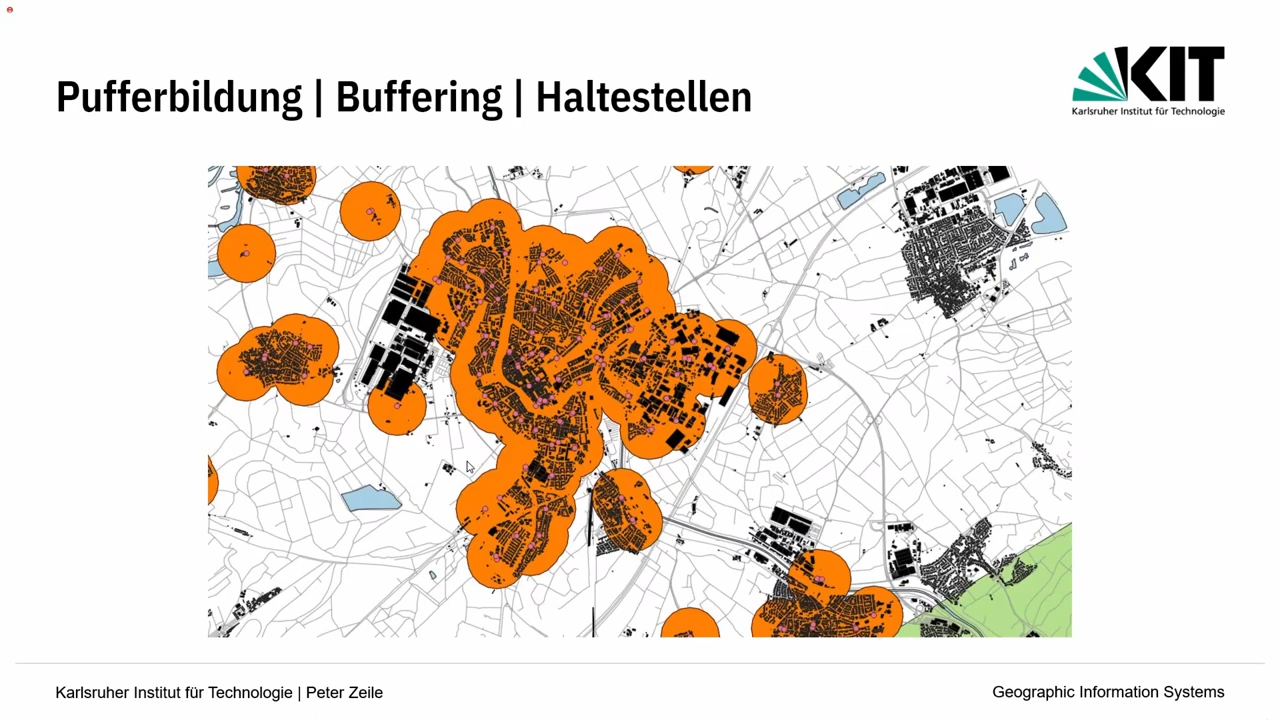 KIT
Karlsruher Institut für Technologie
Pufferbildung | Buffering | Haltestellen
Karlsruher Institut für Technologie | Peter Zeile
Geographic Information Systems